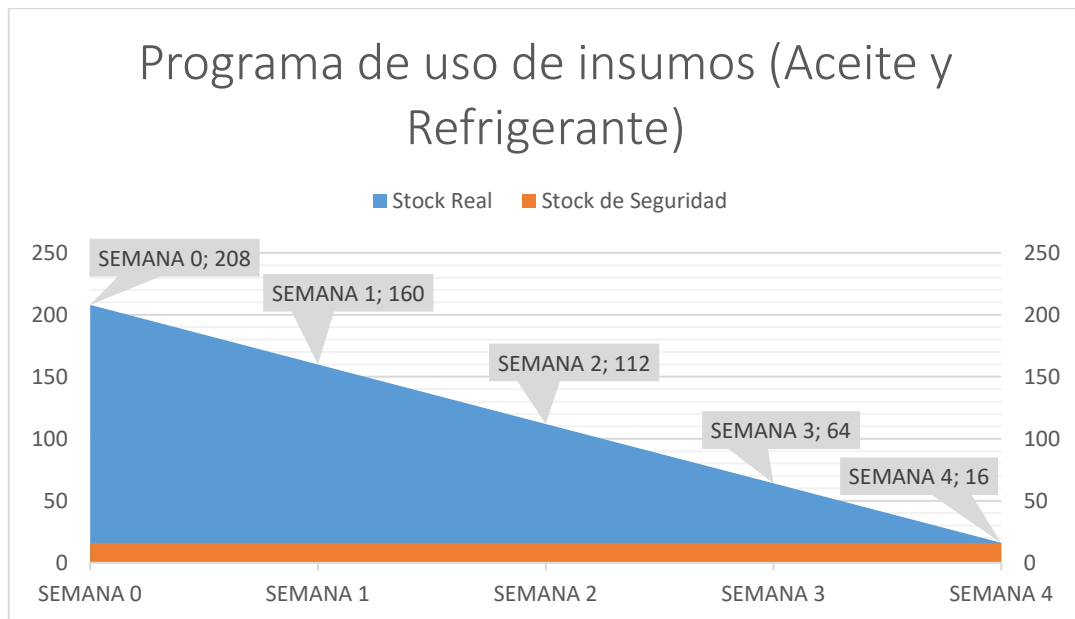 Programa de uso de insumos (Aceite y
Refrigerante)
Stock Real Stock de Seguridad
250 250
SEMANA 0; 208
SEMANA 1; 160
200 200
150 150
SEMANA 2; 112
100 100
SEMANA 3; 64
SEMANA 4; 16
50 50
0 0
SEMANA 0 SEMANA 1 SEMANA 2 SEMANA 3 SEMANA 4